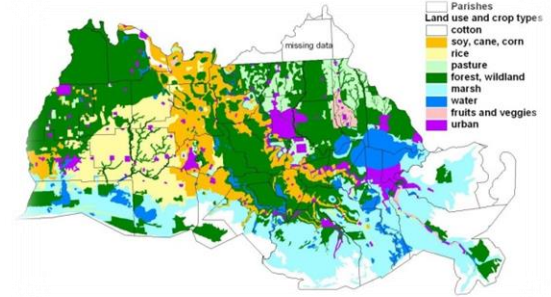 Parishes
Land use and crop types
cotton
missing data
soy, cane, corn
rice
pasture
forest, wildland
marsh
water
fruits and veggies
urban